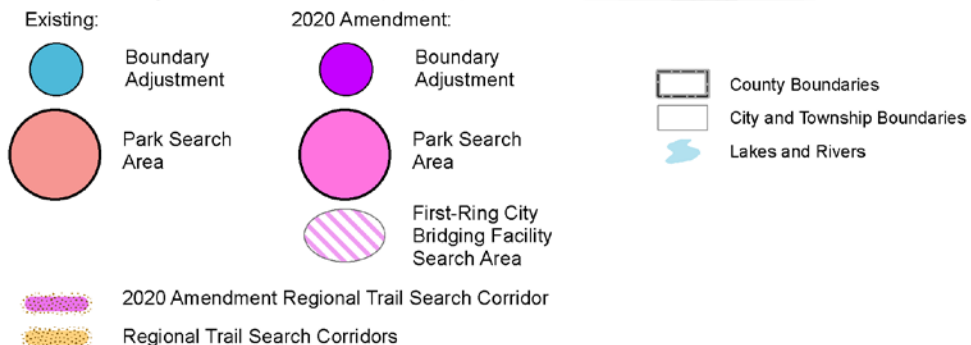 Existing:
2020 Amendment:
Boundary
Adjustment
Boundary
Adjustment
County Boundaries
City and Township Boundaries
Lakes and Rivers
Park Search
Area
Park Search
Area
First-Ring City
Bridging Facility
Search Area
2020 Amendment Regional Trail Search Corridor
Regional Trail Search Corridors